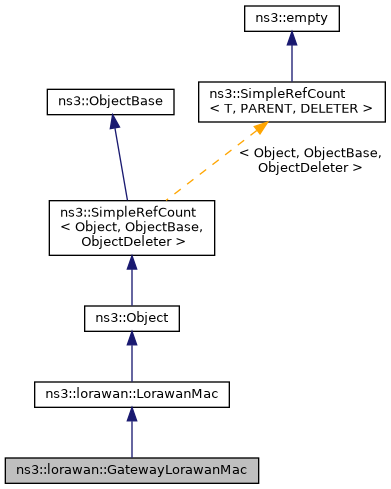 ns3::empty
ns3::ObjectBase
ns3::SimpleRefCount
< T, PARENT, DELETER >
< Object, ObjectBase,
ObjectDeleter >
ns3::SimpleRefCount
< Object, ObjectBase,
ObjectDeleter >
ns3::Object
ns3::lorawan::LorawanMac
ns3::lorawan::GatewayLorawanMac